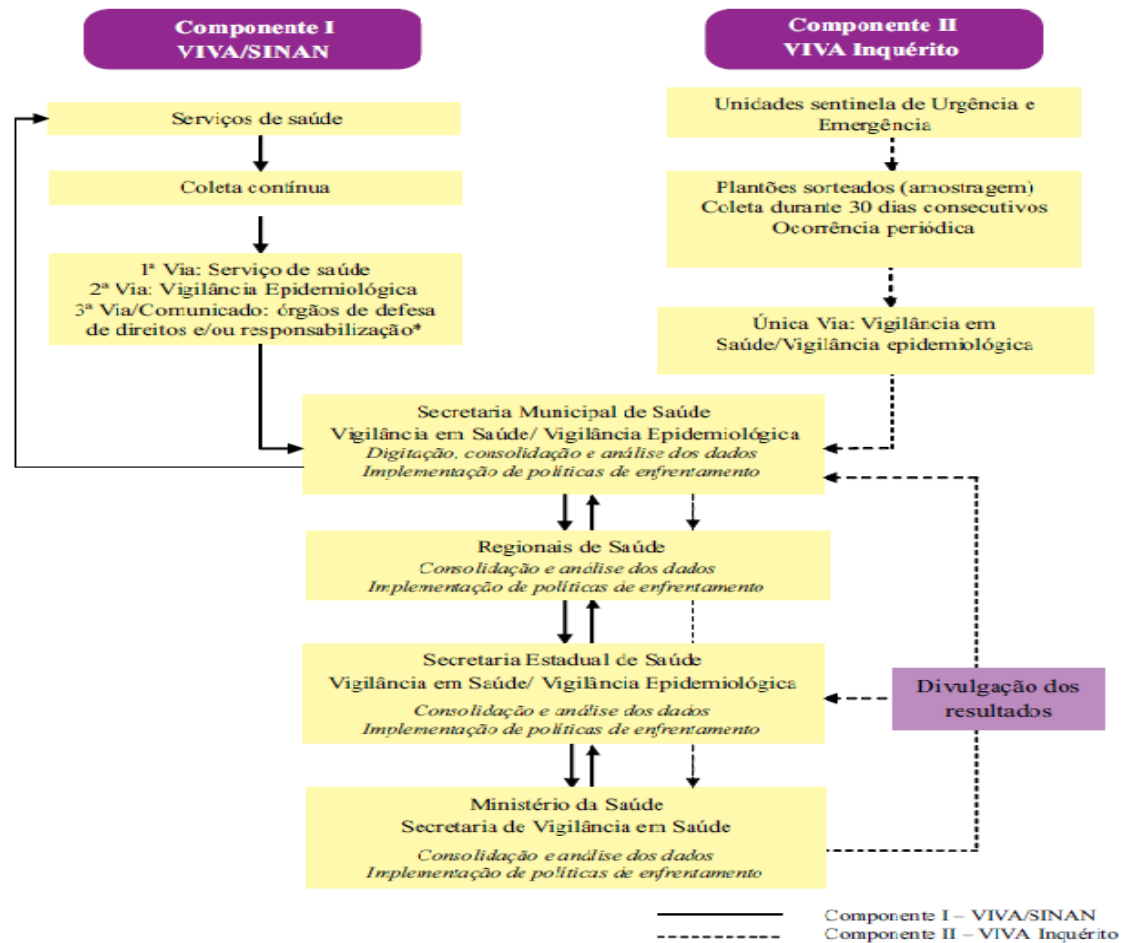 Componente I
VIVA/SINAN
Componente II
VIVA Inquérito
Serviços de saúde
Coleta contínua
1ª Via: Serviço de saúde
2ª Via: Vigilância Epidemiológica
3ª Via/Comunicado: órgãos de defesa
de direitos e/ou responsabilização*
Unidades sentinela de Urgência e
Emergência
Plantões sorteados (amostragem)
Coleta durante 30 dias consecutivos
Ocorrência periódica
Única Via: Vigilância em
Saúde/Vigilância epidemiológica
Secretaria Municipal de Saúde
Vigilância em Saúde/ Vigilância Epidemiológica
Digitação, consolidação e análise dos dados
Implementação de políticas de enfrentamento
Regionais de Saúde
Consolidação e análise dos dados
Implementação de políticas de enfrentamento
Secretaria Estadual de Saúde
Vigilância em Saúde/ Vigilância Epidemiológica
Consolidação e análise dos dados
Implementação de políticas de enfrentamento
Divulgação dos
resultados
Ministério da Saúde
Secretaria de Vigilância em Saúde
Consolidação e análise dos dados
Implementação de políticas de enfrentamento
Componente I – VIVA/SINAN
Componente II – VIVA Inquérito